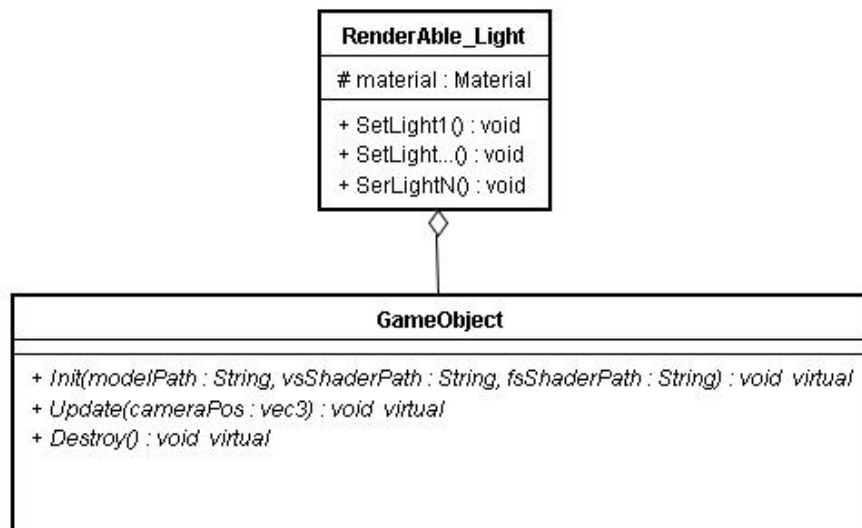 RenderAble_Light
# material : Material
+ SetLight1() : void
+ SetLight...() : void
+ SerLightN() : void
GameObject
+ Init(modelPath : String, vsShaderPath : String, fsShaderPath : String) : void virtual
+ Update(cameraPos : vec3) : void virtual
+ Destroy() : void virtual